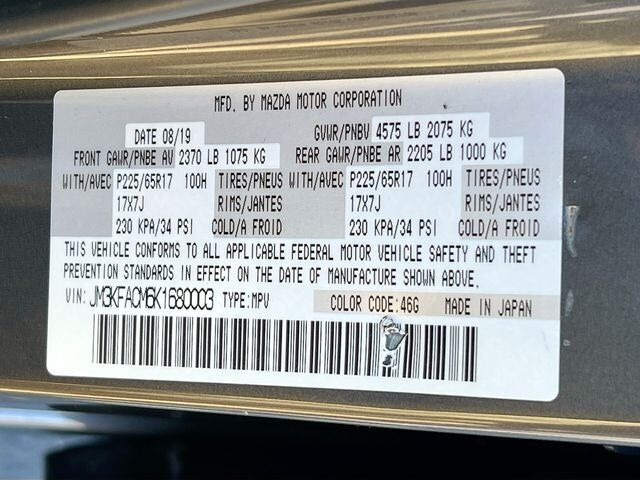 MFD. BY MAZDA MOTOR CORPORATION
DATE 08/19 GVWR/PNBV 4575 LB 2075 KG
FRONT GAWR/PNBE AV 2370 LB 1075 KG REAR GAWR/PNBE AR 2205 LB 1000 KG
WITH/AVEC P225/65R17 100H TIRES/PNEUS WITH/AVEC P225/65R17 100H TIRES/PNEUS
17X7J RIMS/JANTES 17X7J RIMS/JANTES
230 KPA/34 PSI COLD/A FROID 230 KPA/34 PSI COLD/A FROID
THIS VEHICLE CONFORMS TO ALL APPLICABLE FEDERAL MOTOR VEHICLE SAFETY AND THEFT
PREVENTION STANDARDS IN EFFECT ON THE DATE OF MANUFACTURE SHOWN ABOVE.
VIN: JM3KFACM6K1680003 TYPE:MPV COLOR CODE:46G MADE IN JAPAN